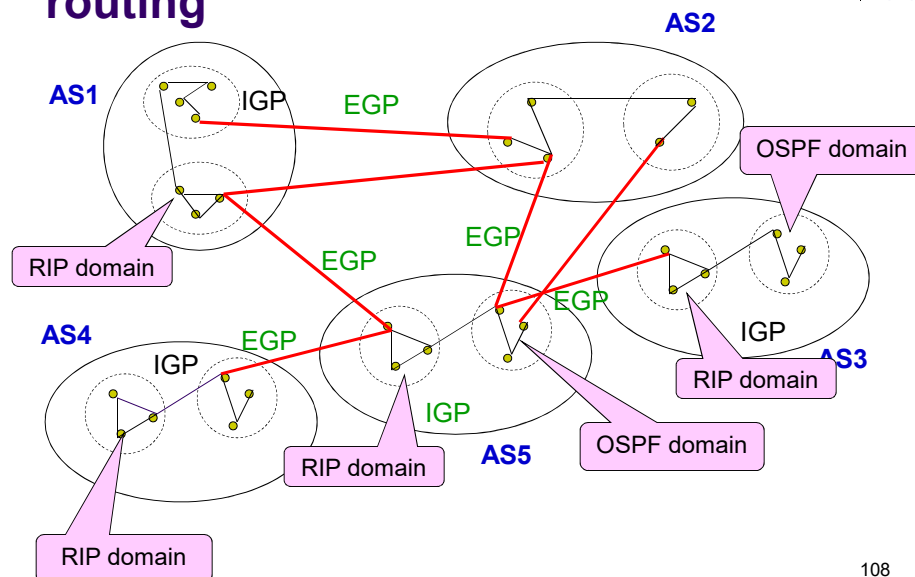 routing
AS2
AS1
IGP
EGP
OSPF domain
EGP
RIP domain
EGP
EGP
AS4
EGP
IGP
IGP
AS3
RIP domain
IGP
OSPF domain
AS5
RIP domain
RIP domain
108